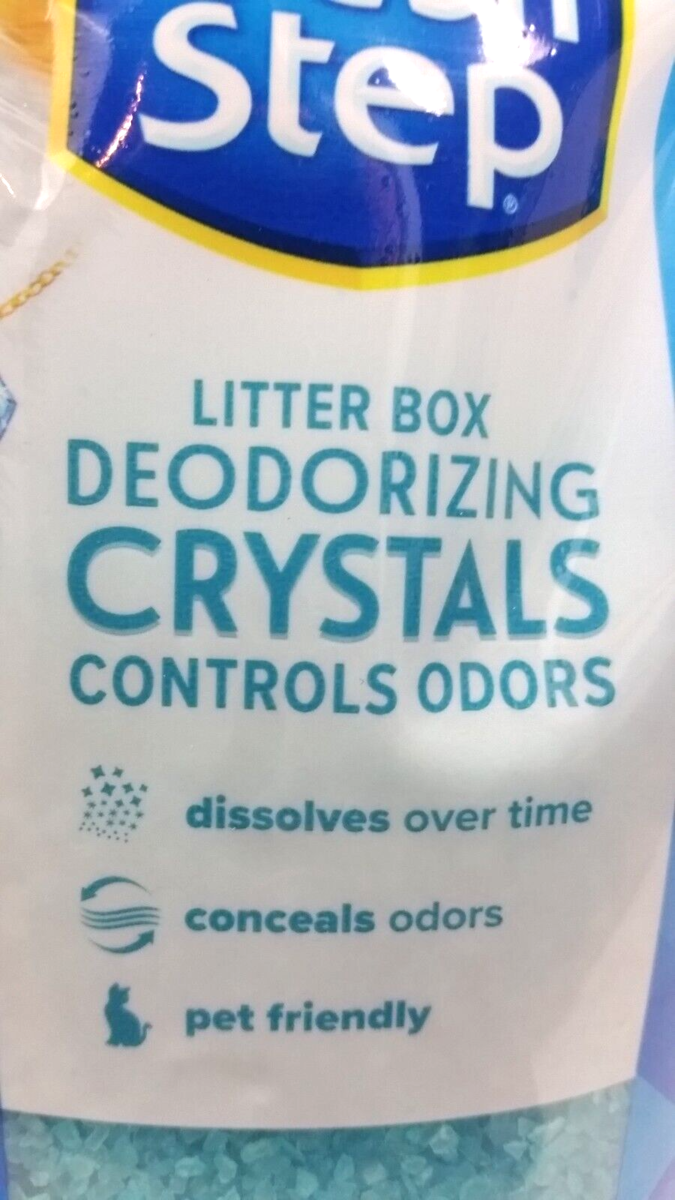 Step
®
LITTER BOX
DEODORIZING
CRYSTALS
CONTROLS ODORS
dissolves over time
conceals odors
pet friendly